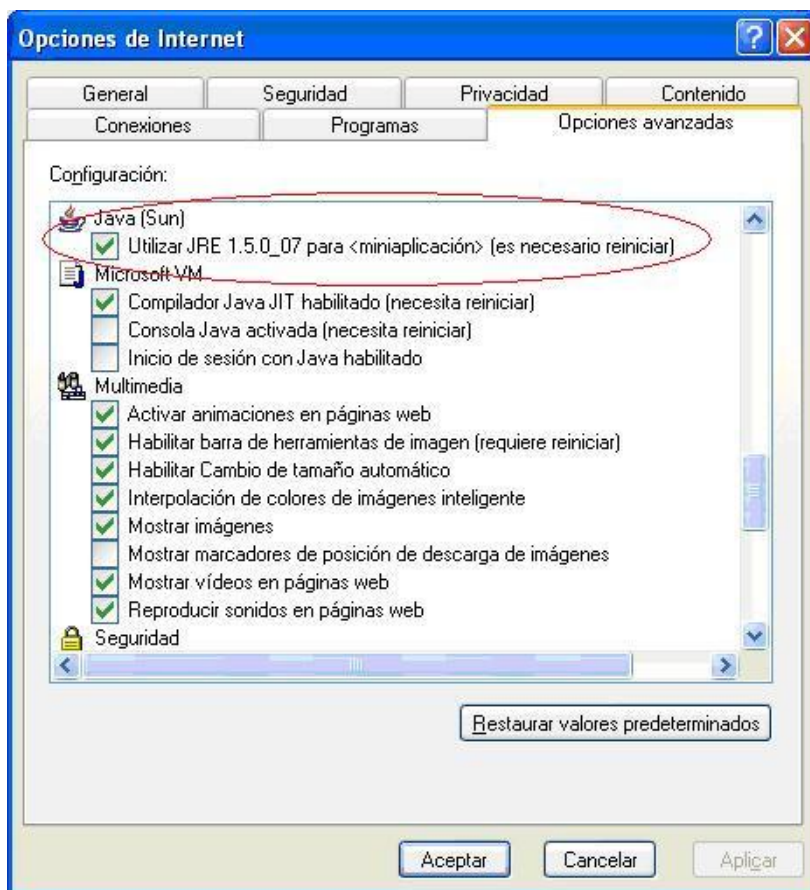 Opciones de Internet
General Seguridad Privacidad Contenido
Conexiones Programas Opciones avanzadas
Configuración:
Java (Sun)
Utilizar JRE 1.5.0_07 para <miniaplicación> (es necesario reiniciar)
Microsoft VM
Compilador Java JIT habilitado (necesita reiniciar)
Consola Java activada (necesita reiniciar)
Inicio de sesión con Java habilitado
Multimedia
Activar animaciones en páginas web
Habilitar barra de herramientas de imagen (requiere reiniciar)
Habilitar Cambio de tamaño automático
Interpolación de colores de imágenes inteligente
Mostrar imágenes
Mostrar marcadores de posición de descarga de imágenes
Mostrar vídeos en páginas web
Reproducir sonidos en páginas web
Seguridad
Restaurar valores predeterminados
Aceptar Cancelar Aplicar